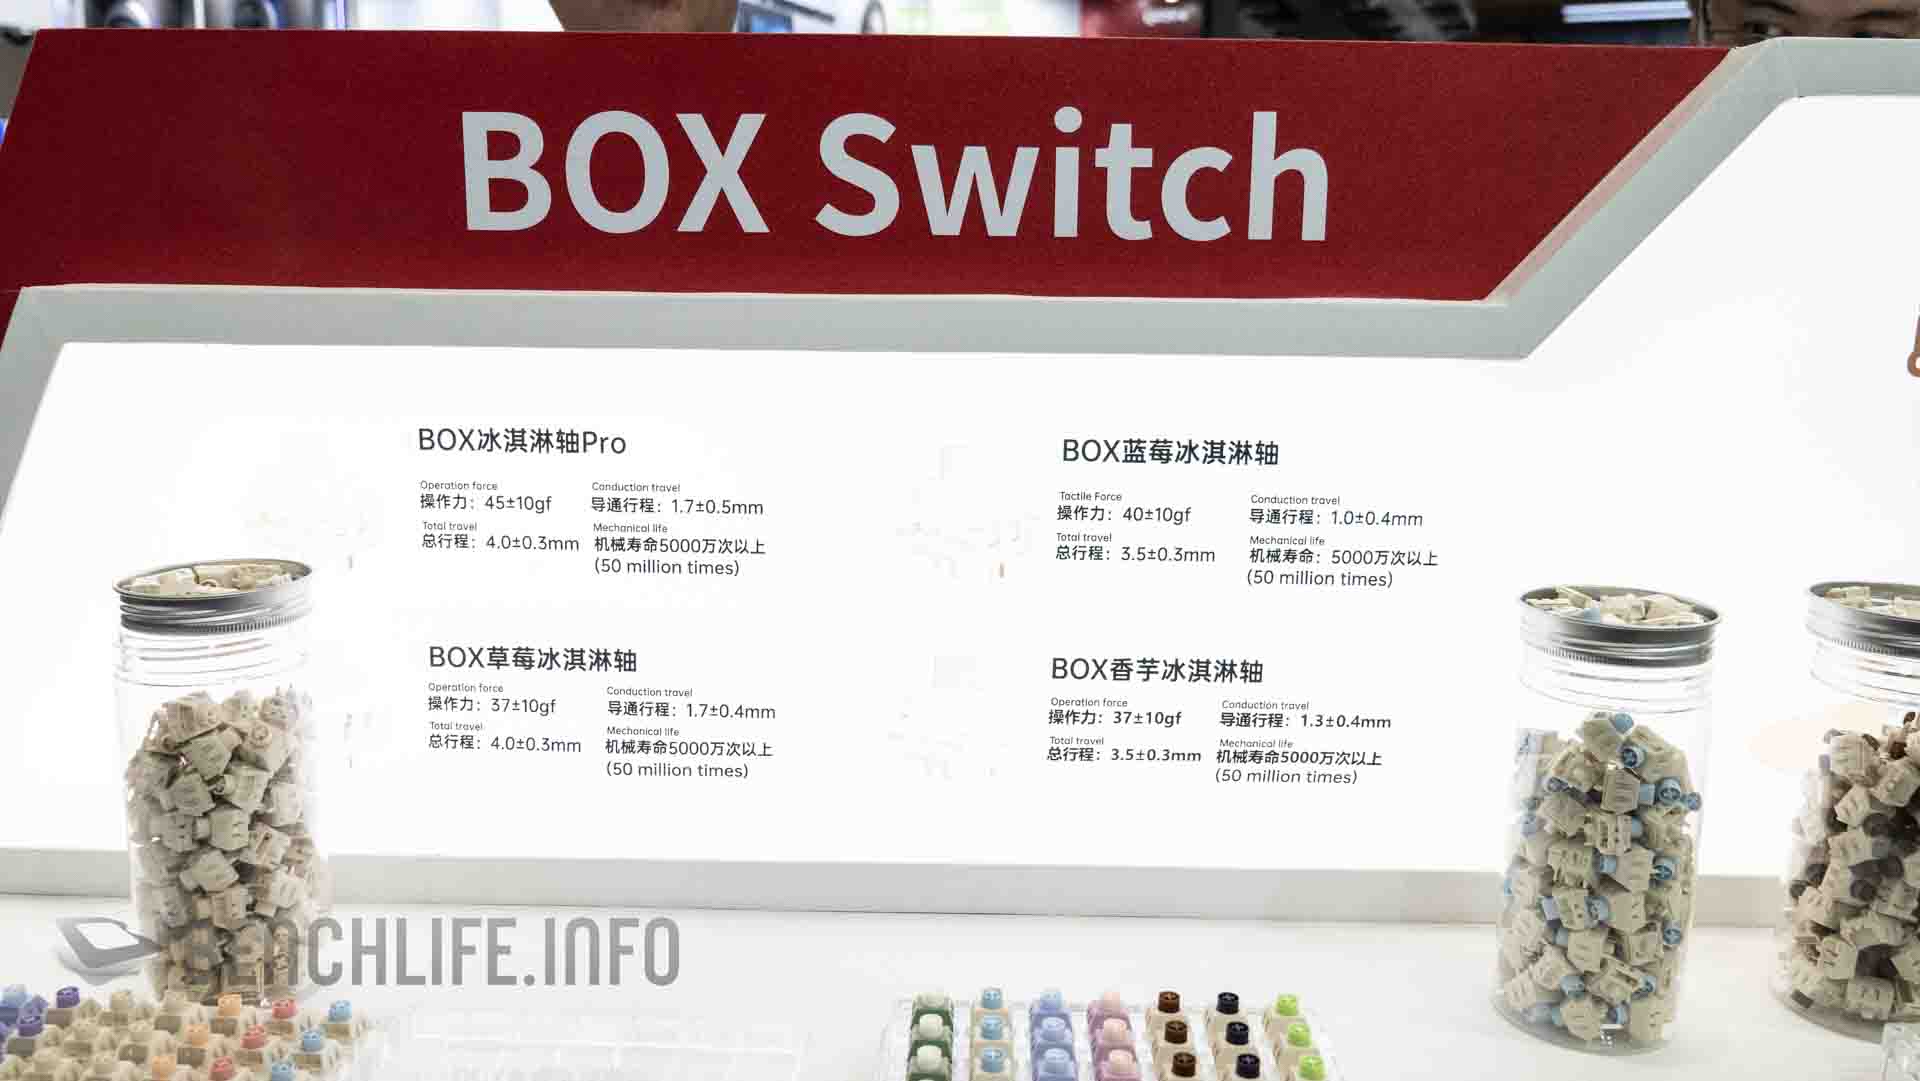 BOX Switch
BOX冰淇淋轴Pro
Operation force
操作力：45±10gf
Conduction travel
导通行程：1.7±0.5mm
Total travel
总行程：4.0±0.3mm
Mechanical life
机械寿命5000万次以上
(50 million times)
BOX蓝莓冰淇淋轴
Tactile Force
操作力：40±10gf
Conduction travel
导通行程：1.0±0.4mm
Total travel
总行程：3.5±0.3mm
Mechanical life
机械寿命：5000万次以上
(50 million times)
BOX草莓冰淇淋轴
Operation force
操作力：37±10gf
Conduction travel
导通行程：1.7±0.4mm
Total travel
总行程：4.0±0.3mm
Mechanical life
机械寿命5000万次以上
(50 million times)
BOX香芋冰淇淋轴
Operation force
操作力：37±10gf
Conduction travel
导通行程：1.3±0.4mm
Total travel
总行程：3.5±0.3mm
Mechanical life
机械寿命5000万次以上
(50 million times)
BENCHLIFE.INFO